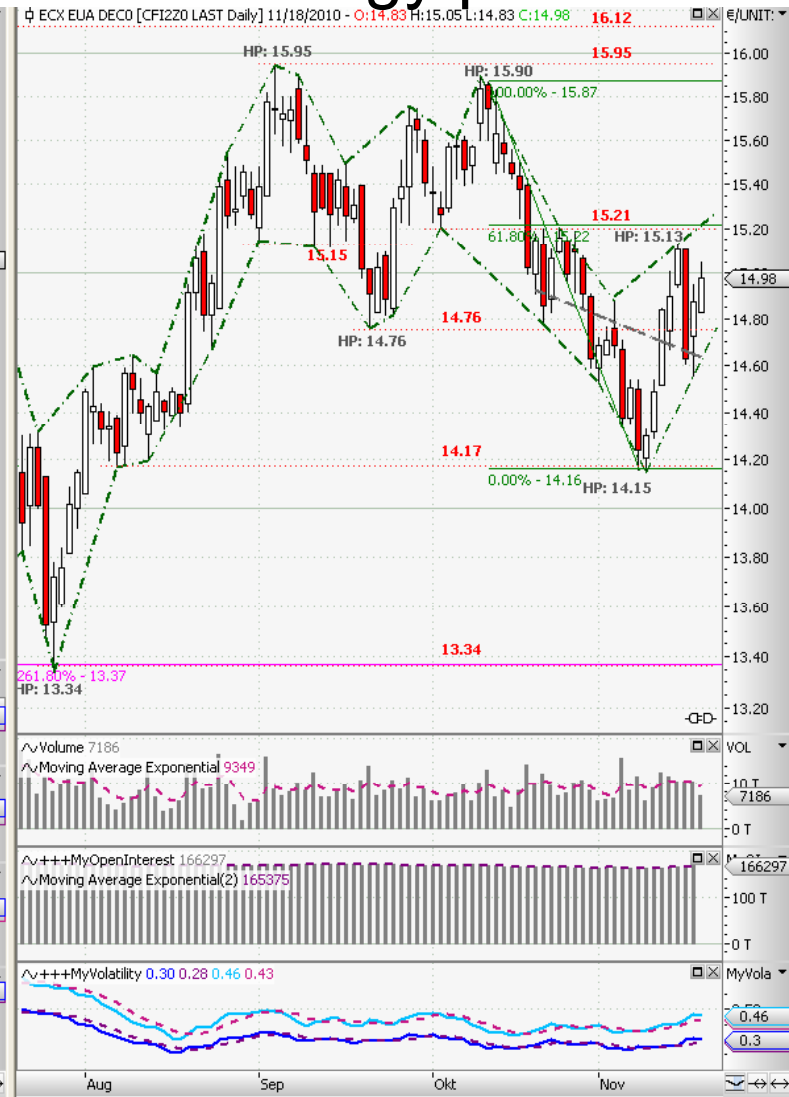 ECX EUA DEC0 [CFI2Z0 LAST Daily] 11/18/2010 - O:14.83 H:15.05 L:14.83 C:14.98
€/UNIT:
16.12
HP: 15.95
15.95
16.00
HP: 15.90
00.00% - 15.87
15.80
15.60
15.40
15.21
15.20
61.80% - 15.22
HP: 15.13
15.15
14.98
14.76
14.80
HP: 14.76
14.60
14.40
14.17
14.20
0.00% - 14.16
HP: 14.15
14.00
13.80
13.60
13.34
13.40
261.80% - 13.37
HP: 13.34
13.20
Volume 7186
VOL
Moving Average Exponential 9349
10 T
7186
0 T
+++MyOpenInterest 166297
166297
Moving Average Exponential(2) 165375
100 T
0 T
+++MyVolatility 0.30 0.28 0.46 0.43
MyVola
0.46
0.3
Aug Sep Okt Nov